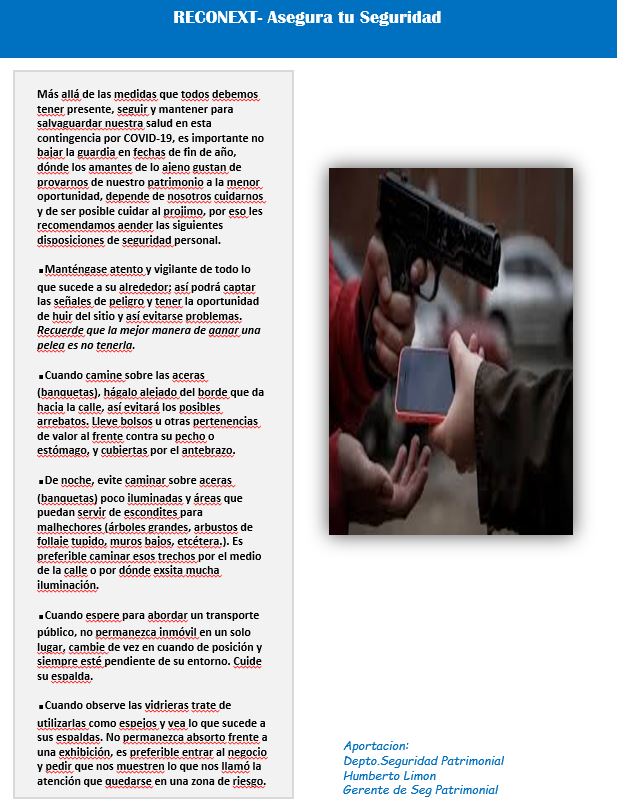 RECONEXT- Asegura tu Seguridad
Más allá de las medidas que todos debemos
tener presente, seguir y mantener para
salvaguardar nuestra salud en esta
contingencia por COVID-19, es importante no
bajar la guardia en fechas de fin de año,
dónde los amantes de lo ajeno gustan de
provarnos de nuestro patrimonio a la menor
oportunidad, depende de nosotros cuidarnos
y de ser posible cuidar al projimo, por eso les
recomendamos aender las siguientes
disposiciones de seguridad personal.
▪Manténgase atento y vigilante de todo lo
que sucede a su alrededor; así podrá captar
las señales de peligro y tener la oportunidad
de huir del sitio y así evitarse problemas.
Recuerde que la mejor manera de ganar una
pelea es no tenerla.
▪Cuando camine sobre las aceras
(banquetas), hágalo alejado del borde que da
hacia la calle, así evitará los posibles
arrebatos. Lleve bolsos u otras pertenencias
de valor al frente contra su pecho o
estómago, y cubiertas por el antebrazo.
▪De noche, evite caminar sobre aceras
(banquetas) poco iluminadas y áreas que
puedan servir de escondites para
malhechores (árboles grandes, arbustos de
follaje tupido, muros bajos, etcétera.). Es
preferible caminar esos trechos por el medio
de la calle o por dónde exsita mucha
iluminación.
▪Cuando espere para abordar un transporte
público, no permanezca inmóvil en un solo
lugar, cambie de vez en cuando de posición y
siempre esté pendiente de su entorno. Cuide
su espalda.
▪Cuando observe las vidrieras trate de
utilizarlas como espejos y vea lo que sucede a
sus espaldas. No permanezca absorto frente a
una exhibición, es preferible entrar al negocio
y pedir que nos muestren lo que nos llamó la
atención que quedarse en una zona de riesgo.
Aportacion:
Depto.Seguridad Patrimonial
Humberto Limon
Gerente de Seg Patrimonial